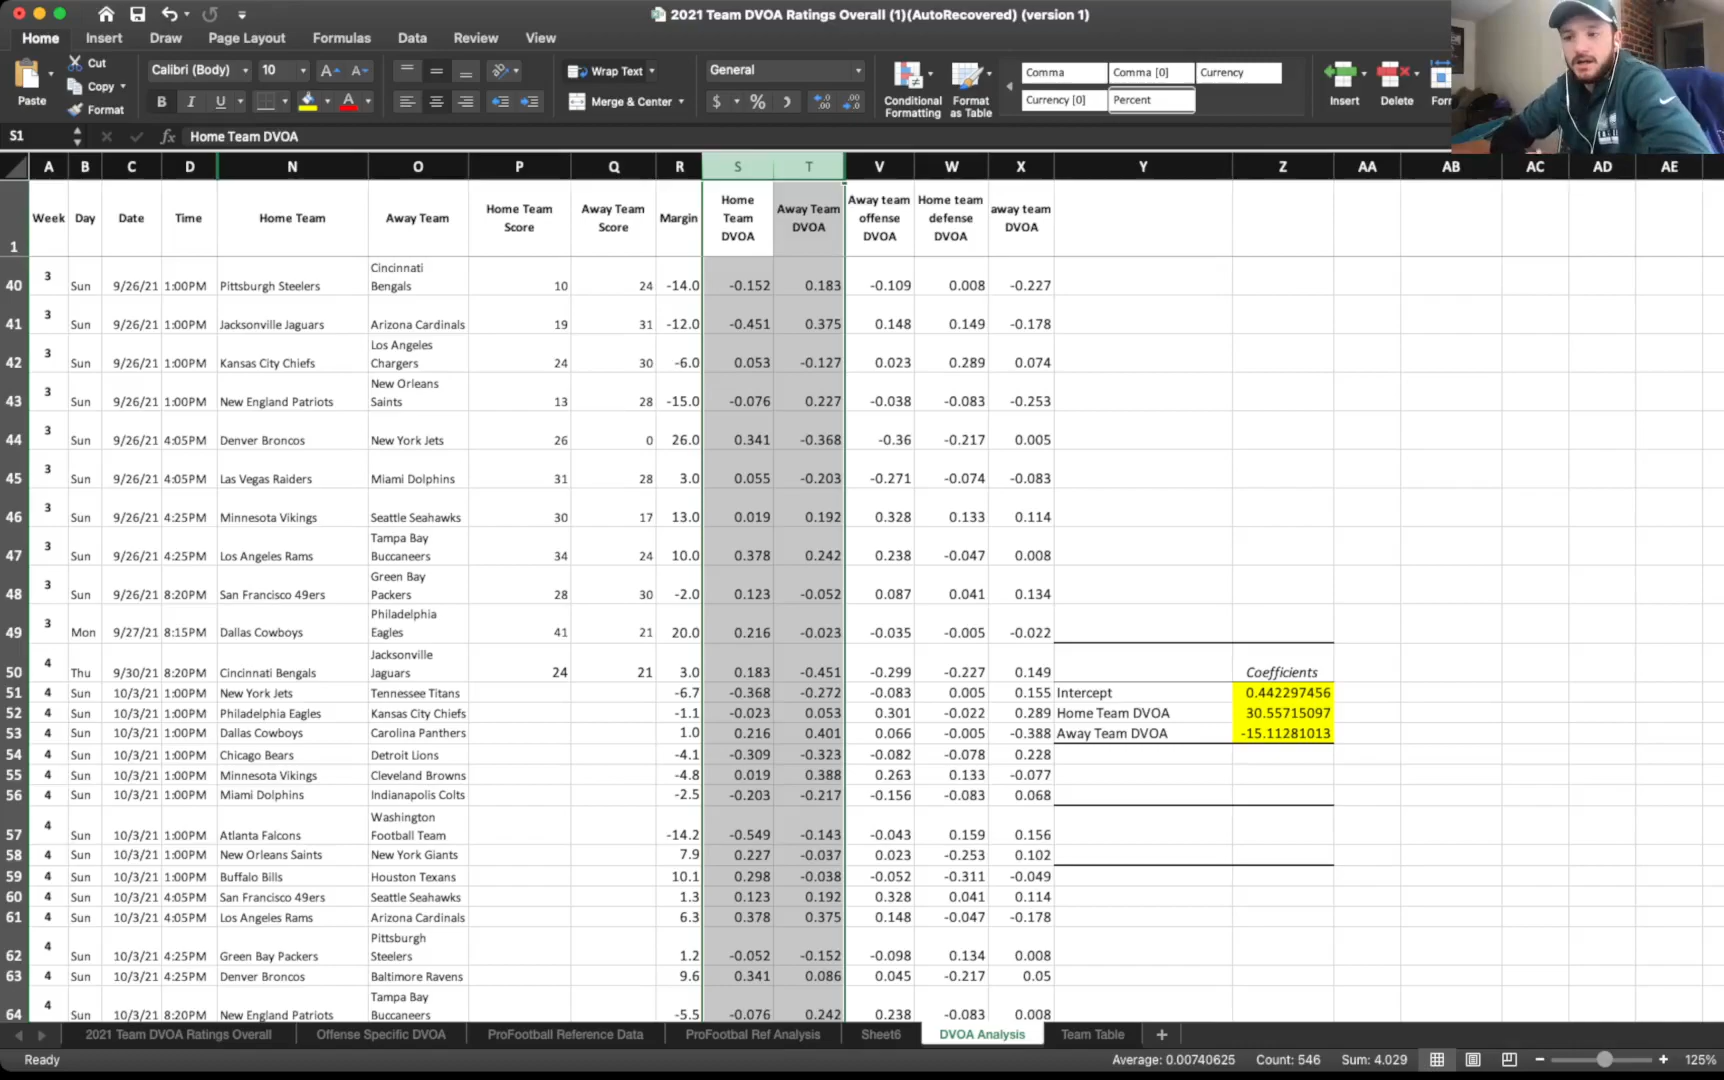 2021 Team DVOA Ratings Overall (1)(AutoRecovered) (version 1)
Home Insert Draw Page Layout Formulas Data Review View
Paste Cut Copy Format
Calibri (Body) 10 A A B I U A
Wrap Text Merge & Center
General $ %
Conditional Formatting Format as Table
Comma Comma [0] Currency
Currency [0] Percent
Insert Delete Form
S1 fx Home Team DVOA
A B C D N O P Q R S T V W X Y Z AA AB AC AD AE
1 Week Day Date Time Home Team Away Team Home Team Score Away Team Score Margin Home Team DVOA Away Team DVOA Away team offense DVOA Home team defense DVOA away team DVOA
40 3 Sun 9/26/21 1:00PM Pittsburgh Steelers Cincinnati Bengals 10 24 -14.0 -0.152 0.183 -0.109 0.008 -0.227
41 3 Sun 9/26/21 1:00PM Jacksonville Jaguars Arizona Cardinals 19 31 -12.0 -0.451 0.375 0.148 0.149 -0.178
42 3 Sun 9/26/21 1:00PM Kansas City Chiefs Los Angeles Chargers 24 30 -6.0 0.053 -0.127 0.023 0.289 0.074
43 3 Sun 9/26/21 1:00PM New England Patriots New Orleans Saints 13 28 -15.0 -0.076 0.227 -0.038 -0.083 -0.253
44 3 Sun 9/26/21 4:05PM Denver Broncos New York Jets 26 0 26.0 0.341 -0.368 -0.36 -0.217 0.005
45 3 Sun 9/26/21 4:05PM Las Vegas Raiders Miami Dolphins 31 28 3.0 0.055 -0.203 -0.271 -0.074 -0.083
46 3 Sun 9/26/21 4:25PM Minnesota Vikings Seattle Seahawks 30 17 13.0 0.019 0.192 0.328 0.133 0.114
47 3 Sun 9/26/21 4:25PM Los Angeles Rams Tampa Bay Buccaneers 34 24 10.0 0.378 0.242 0.238 -0.047 0.008
48 3 Sun 9/26/21 8:20PM San Francisco 49ers Green Bay Packers 28 30 -2.0 0.123 -0.052 0.087 0.041 0.134
49 3 Mon 9/27/21 8:15PM Dallas Cowboys Philadelphia Eagles 41 21 20.0 0.216 -0.023 -0.035 -0.005 -0.022
50 4 Thu 9/30/21 8:20PM Cincinnati Bengals Jacksonville Jaguars 24 21 3.0 0.183 -0.451 -0.299 -0.227 0.149 Coefficients
51 4 Sun 10/3/21 1:00PM New York Jets Tennessee Titans -6.7 -0.368 -0.272 -0.083 0.005 0.155 Intercept 0.442297456
52 4 Sun 10/3/21 1:00PM Philadelphia Eagles Kansas City Chiefs -1.1 -0.023 0.053 0.301 -0.022 0.289 Home Team DVOA 30.55715097
53 4 Sun 10/3/21 1:00PM Dallas Cowboys Carolina Panthers 1.0 0.216 0.401 0.066 -0.005 -0.388 Away Team DVOA -15.11281013
54 4 Sun 10/3/21 1:00PM Chicago Bears Detroit Lions -4.1 -0.309 -0.323 -0.082 -0.078 0.228
55 4 Sun 10/3/21 1:00PM Minnesota Vikings Cleveland Browns -4.8 0.019 0.388 0.263 0.133 -0.077
56 4 Sun 10/3/21 1:00PM Miami Dolphins Indianapolis Colts -2.5 -0.203 -0.217 -0.156 -0.083 0.068
57 4 Sun 10/3/21 1:00PM Atlanta Falcons Washington Football Team -14.2 -0.549 -0.143 -0.043 0.159 0.156
58 4 Sun 10/3/21 1:00PM New Orleans Saints New York Giants 7.9 0.227 -0.037 0.023 -0.253 0.102
59 4 Sun 10/3/21 1:00PM Buffalo Bills Houston Texans 10.1 0.298 -0.038 -0.052 -0.311 -0.049
60 4 Sun 10/3/21 4:05PM San Francisco 49ers Seattle Seahawks 1.3 0.123 0.192 0.328 0.041 0.114
61 4 Sun 10/3/21 4:05PM Los Angeles Rams Arizona Cardinals 6.3 0.378 0.375 0.148 -0.047 -0.178
62 4 Sun 10/3/21 4:25PM Green Bay Packers Pittsburgh Steelers 1.2 -0.052 -0.152 -0.098 0.134 0.008
63 4 Sun 10/3/21 4:25PM Denver Broncos Baltimore Ravens 9.6 0.341 0.086 0.045 -0.217 0.05
64 4 Sun 10/3/21 8:20PM New England Patriots Tampa Bay Buccaneers -5.5 -0.076 0.242 0.238 -0.083 0.008
2021 Team DVOA Ratings Overall Offense Specific DVOA ProFootball Reference Data ProFootbal Ref Analysis Sheet6 DVOA Analysis Team Table +
Ready Average: 0.00740625 Count: 546 Sum: 4.029 125%